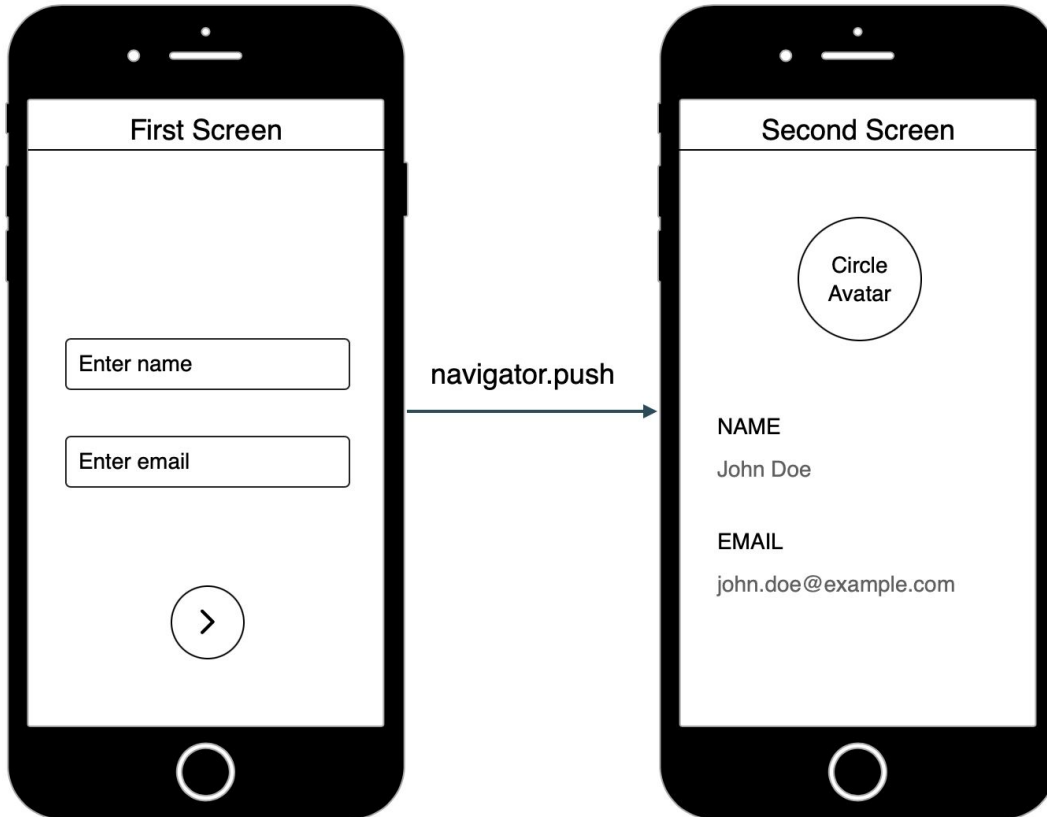 First Screen
Enter name
Enter email
navigator.push
Second Screen
Circle
Avatar
NAME
John Doe
EMAIL
john.doe@example.com